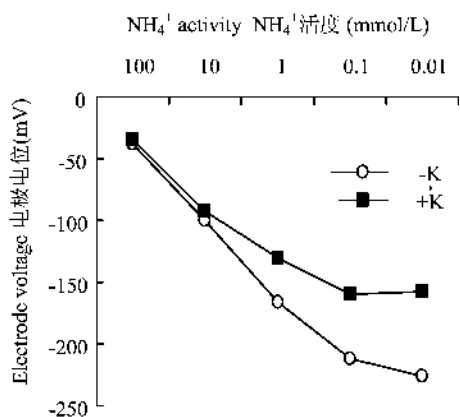 NH₄⁺ activity NH₄⁺活度 (mmol/L)
100 10 1 0.1 0.01
0
-50
-100
-150
-200
-250
Electrode voltage 电极电位(mV)
-K
+K